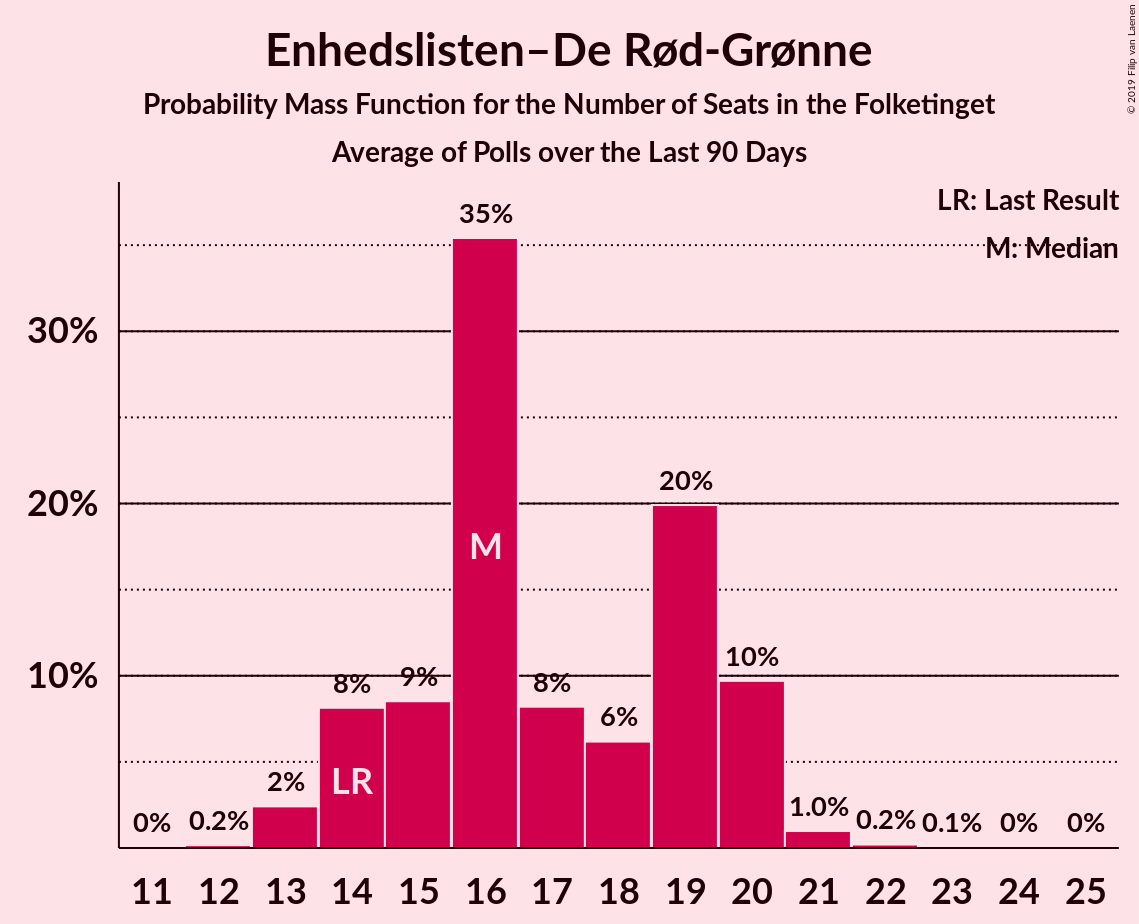 Enhedslisten–De Rød-Grønne
Probability Mass Function for the Number of Seats in the Folketinget
Average of Polls over the Last 90 Days
© 2019 Filip van Laenen
LR: Last Result
M: Median
30%
20%
10%
0%
0.2%
2%
8%
9%
35%
8%
6%
20%
10%
1.0%
0.2%
0.1%
0%
0%
LR
M
11 12 13 14 15 16 17 18 19 20 21 22 23 24 25